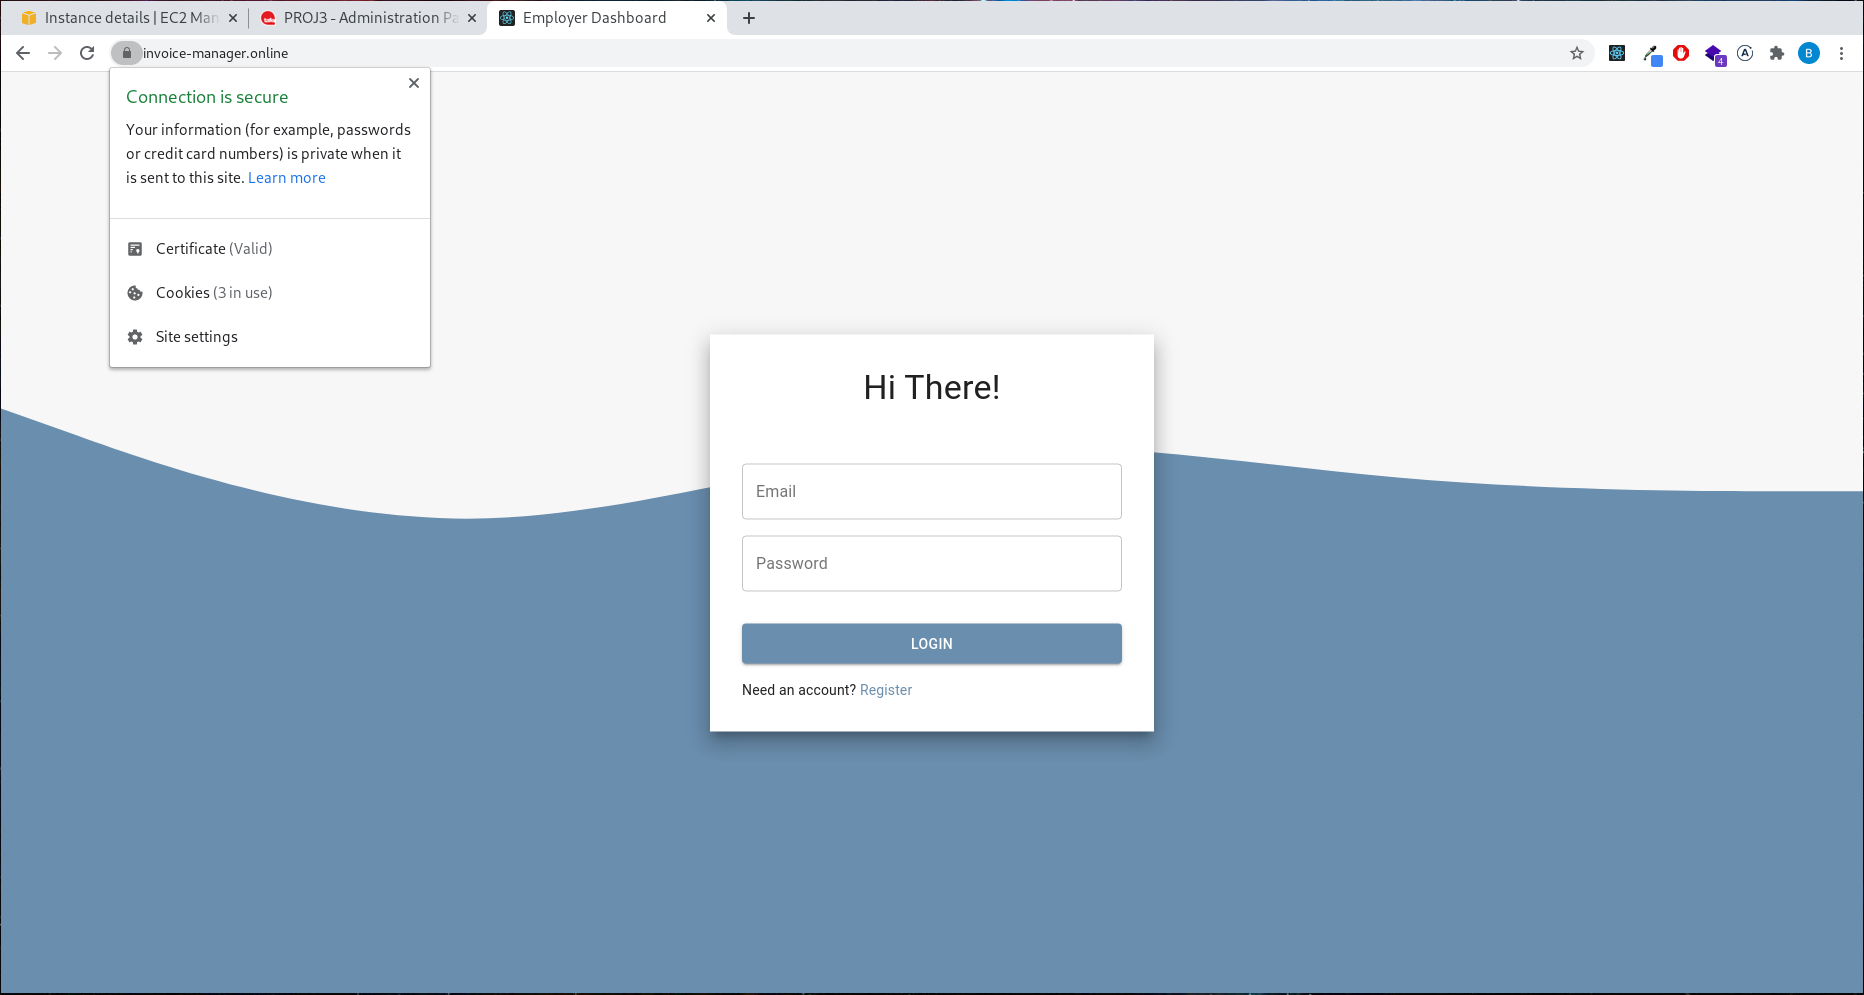 Instance details | EC2 Man
PROJ3 - Administration Pa
Employer Dashboard
invoice-manager.online
4
A
B
Connection is secure
Your information (for example, passwords
or credit card numbers) is private when it
is sent to this site. Learn more
Certificate (Valid)
Cookies (3 in use)
Site settings
Hi There!
Email
Password
LOGIN
Need an account? Register